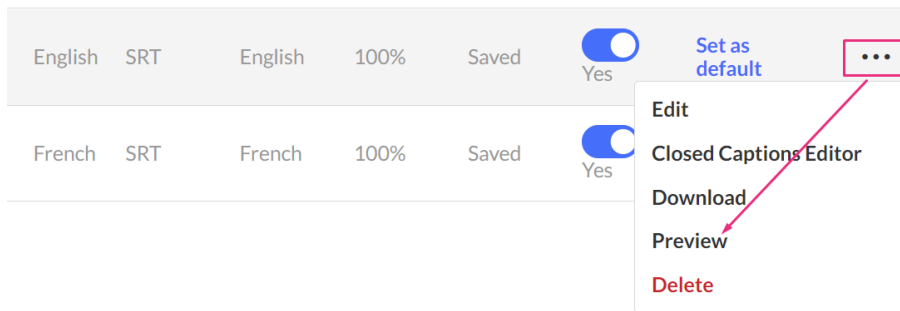 English SRT English 100% Saved Yes Set as default •••
Edit
Closed Captions Editor
French SRT French 100% Saved Yes
Download
Preview
Delete